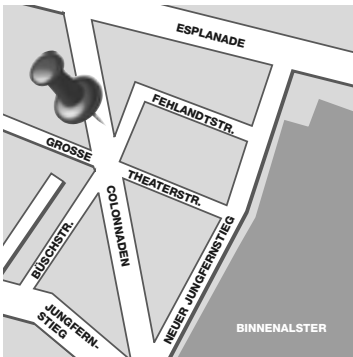 ESPLANADE
FEHLANDTSTR.
GROSSE
THEATERSTR.
COLONNADEN
BÜSCHSTR.
NEUER JUNGFERNSTIEG
JUNGFERN-
STIEG
BINNENALSTER